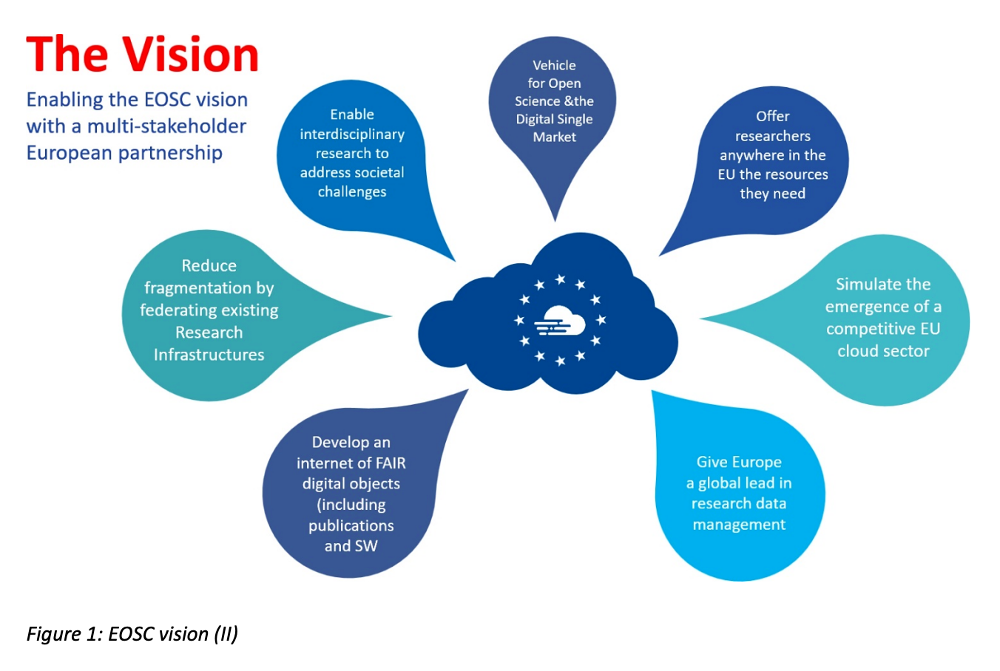 The Vision
Enabling the EOSC vision
with a multi-stakeholder
European partnership
Vehicle
for Open
Science &the
Digital Single
Market
Enable
interdisciplinary
research to
address societal
challenges
Offer
researchers
anywhere in the
EU the resources
they need
Reduce
fragmentation by
federating existing
Research
Infrastructures
Simulate the
emergence of a
competitive EU
cloud sector
Develop an
internet of FAIR
digital objects
(including
publications
and SW
Give Europe
a global lead in
research data
management
Figure 1: EOSC vision (II)